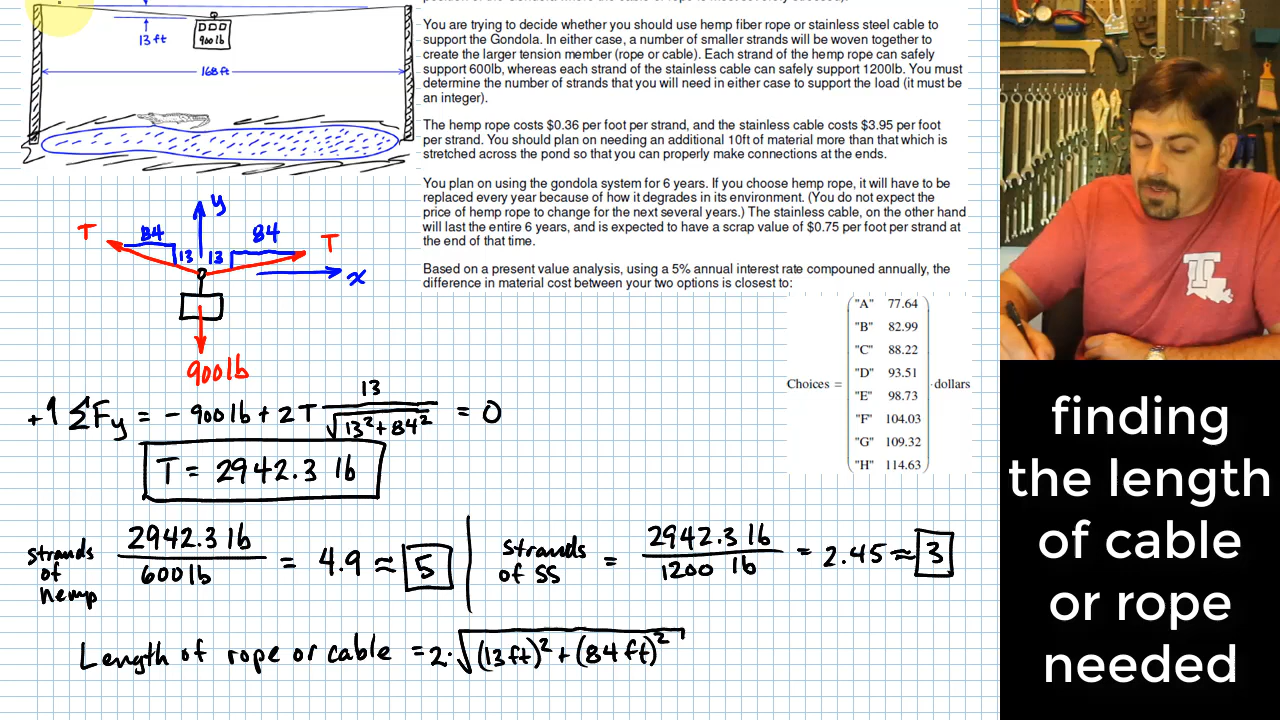 position of the Gondola where the cable or rope is most severely stressed).
13 ft
900 lb
168 ft
You are trying to decide whether you should use hemp fiber rope or stainless steel cable to
support the Gondola. In either case, a number of smaller strands will be woven together to
create the larger tension member (rope or cable). Each strand of the hemp rope can safely
support 600lb, whereas each strand of the stainless cable can safely support 1200lb. You must
determine the number of strands that you will need in either case to support the load (it must be
an integer).
The hemp rope costs $0.36 per foot per strand, and the stainless cable costs $3.95 per foot
per strand. You should plan on needing an additional 10ft of material more than that which is
stretched across the pond so that you can properly make connections at the ends.
You plan on using the gondola system for 6 years. If you choose hemp rope, it will have to be
replaced every year because of how it degrades in its environment. (You do not expect the
price of hemp rope to change for the next several years.) The stainless cable, on the other hand
will last the entire 6 years, and is expected to have a scrap value of $0.75 per foot per strand at
the end of that time.
Based on a present value analysis, using a 5% annual interest rate compouned annually, the
difference in material cost between your two options is closest to:
Choices =
"A" 77.64
"B" 82.99
"C" 88.22
"D" 93.51
"E" 98.73
"F" 104.03
"G" 109.32
"H" 114.63
· dollars
y
T 84 84 T
13 13
x
900 lb
+↑ ΣFy = - 900 lb + 2T 13 / √(13² + 84²) = 0
T = 2942.3 lb
strands of hemp 2942.3 lb / 600 lb = 4.9 ≈ 5
strands of SS = 2942.3 lb / 1200 lb = 2.45 ≈ 3
Length of rope or cable = 2 · √((13 ft)² + (84 ft)²)
finding
the length
of cable
or rope
needed